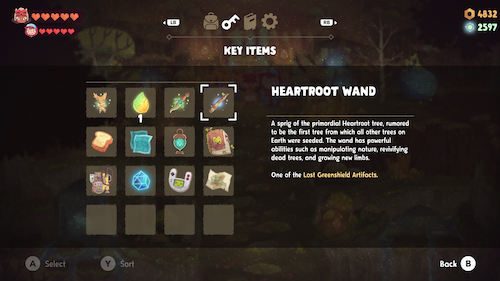 LB
RB
4832
2597
KEY ITEMS
1
HEARTROOT WAND
A sprig of the primordial Heartroot tree, rumored
to be the first tree from which all other trees on
Earth were seeded. The wand has powerful
abilities such as manipulating nature, revivifying
dead trees, and growing new limbs.
One of the Lost Greenshield Artifacts.
A Select
Y Sort
Back B